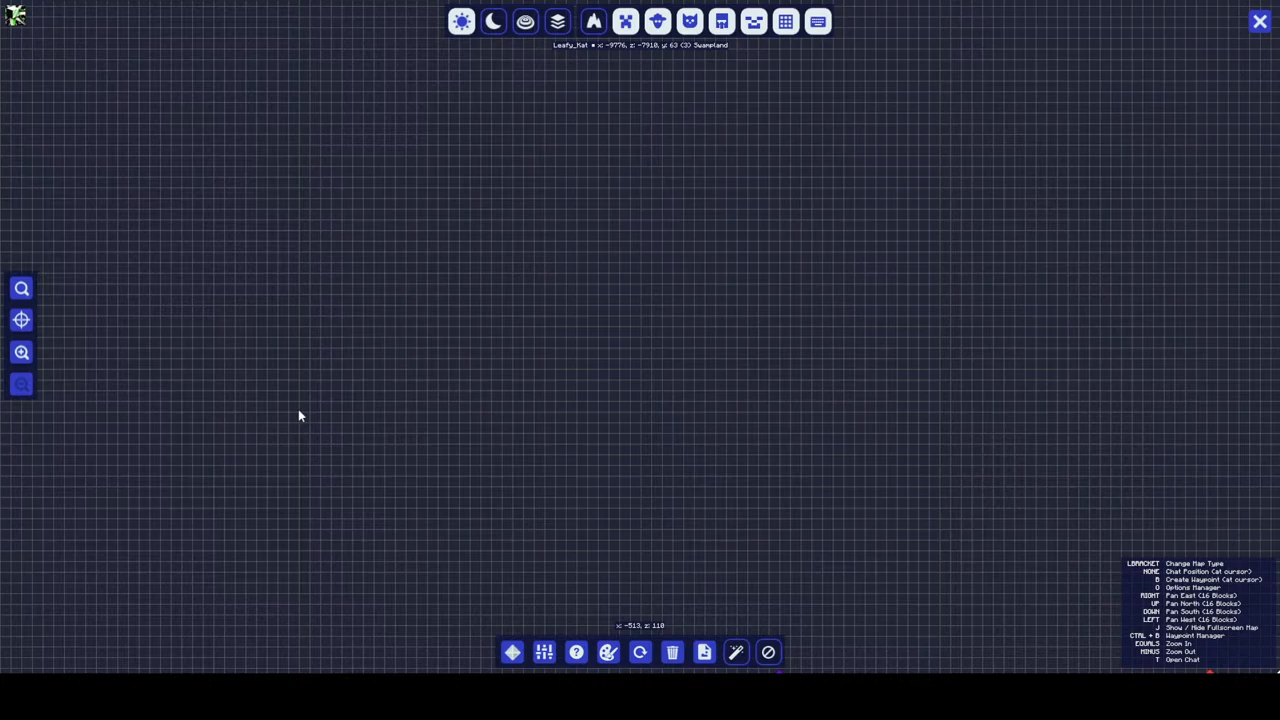 Leafy_Kat ■ x: -9776, z: -7910, y: 63 (3) Swampland
x: -513, z: 110
LBRACKET Change Map Type
NONE Chat Position (at cursor)
B Create Waypoint (at cursor)
O Options Manager
RIGHT Pan East (16 Blocks)
UP Pan North (16 Blocks)
DOWN Pan South (16 Blocks)
LEFT Pan West (16 Blocks)
J Show / Hide Fullscreen Map
CTRL + B Waypoint Manager
EQUALS Zoom In
MINUS Zoom Out
T Open Chat